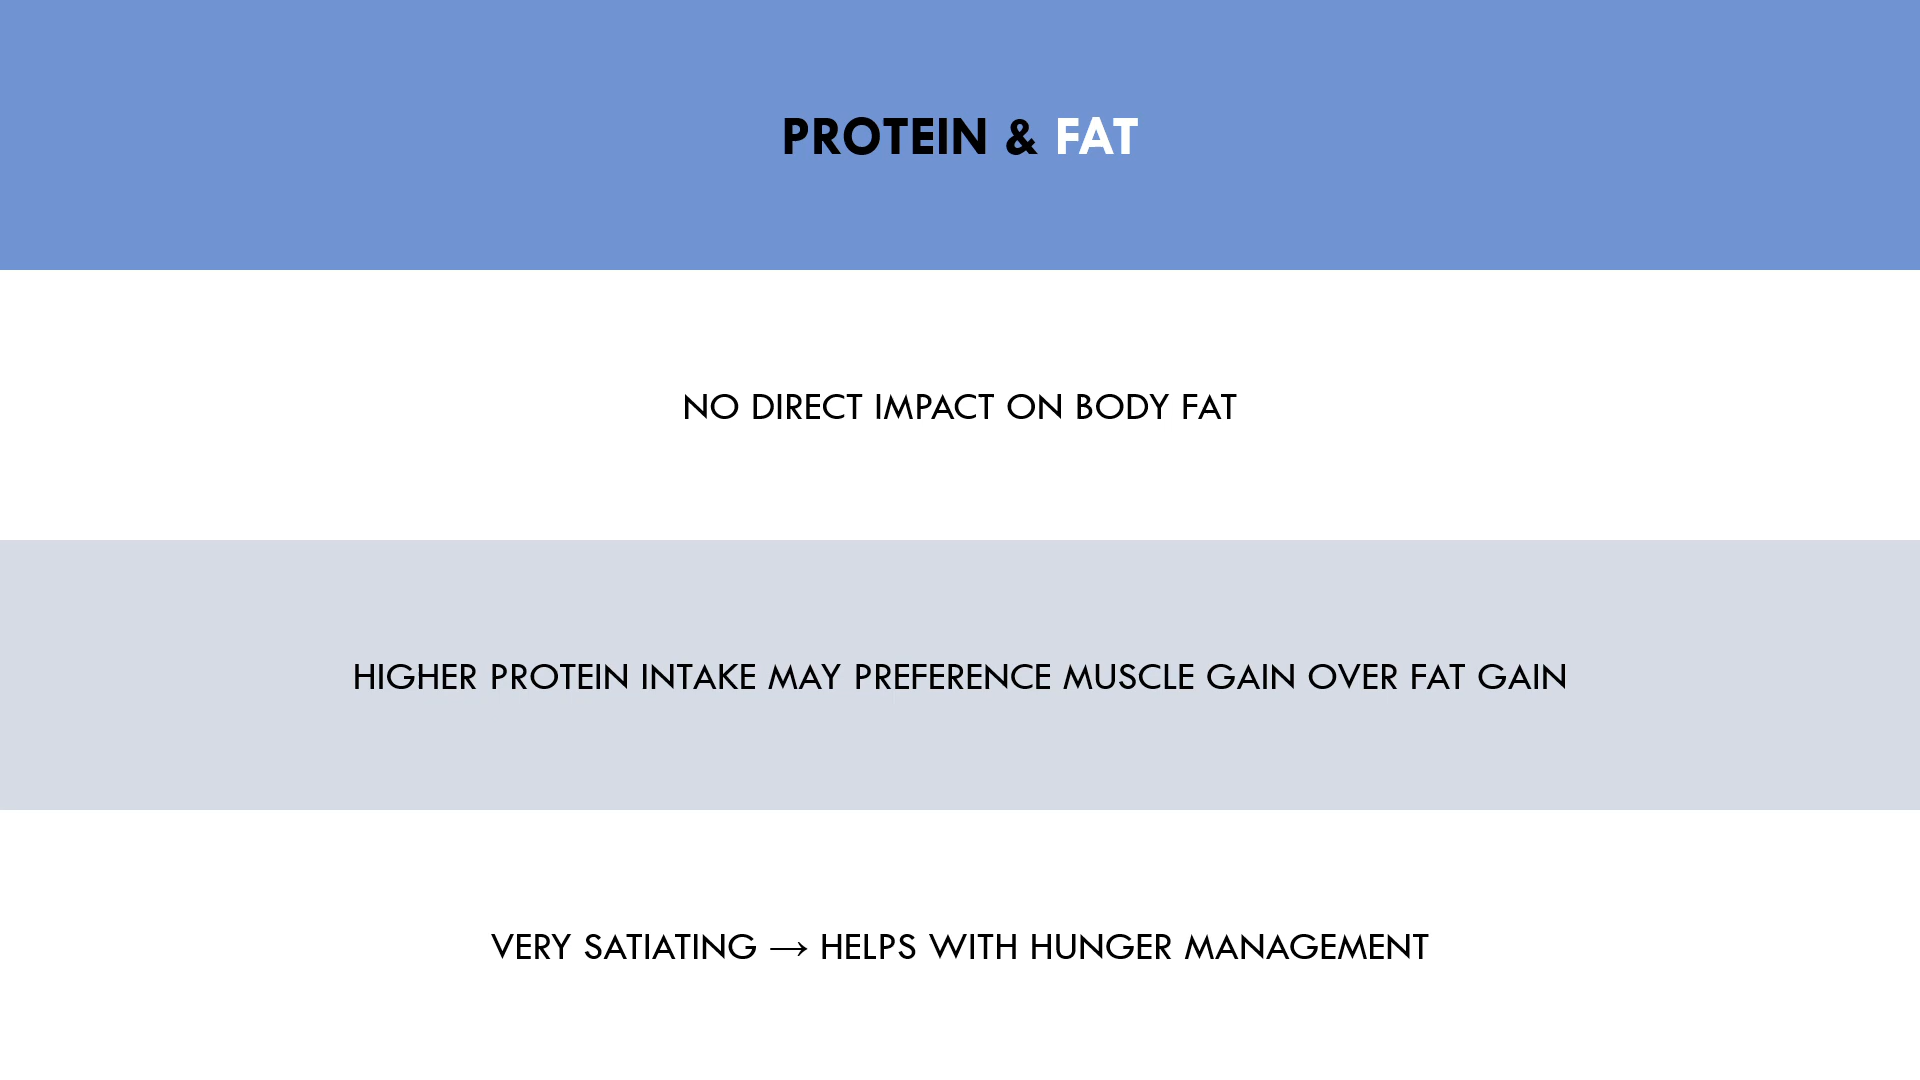 PROTEIN & FAT
NO DIRECT IMPACT ON BODY FAT
HIGHER PROTEIN INTAKE MAY PREFERENCE MUSCLE GAIN OVER FAT GAIN
VERY SATIATING → HELPS WITH HUNGER MANAGEMENT